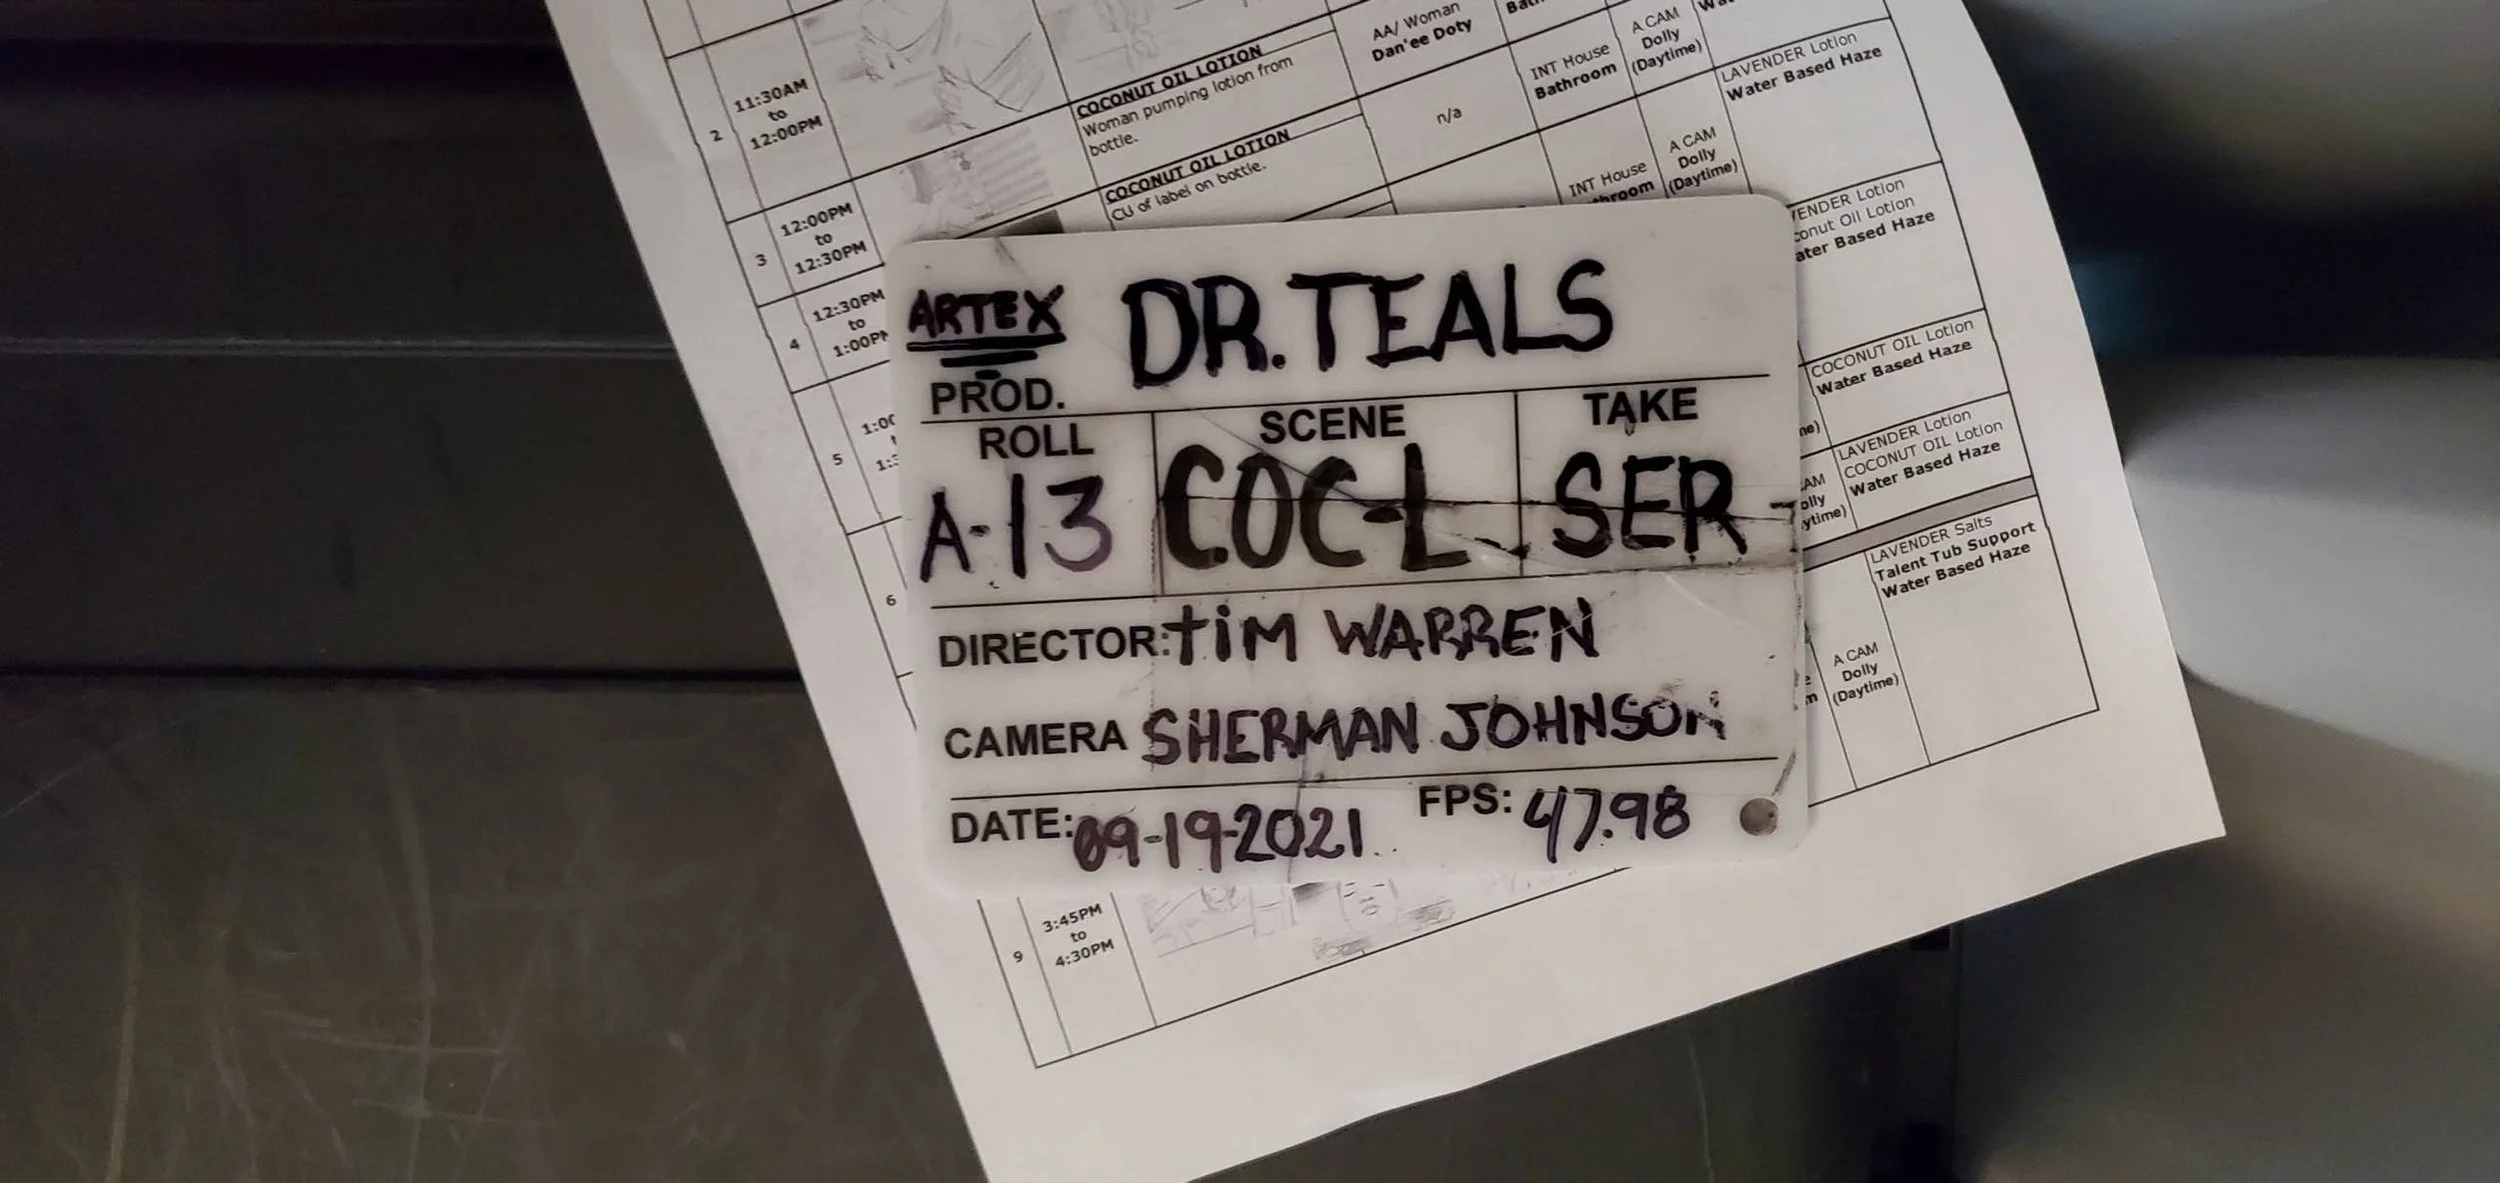 AA/ Woman
Dan'ee Doty
A CAM
Dolly
(Daytime)
2
11:30AM
to
12:00PM
COCONUT OIL LOTION
Woman pumping lotion from
bottle.
n/a
INT House
Bathroom
A CAM
Dolly
(Daytime)
LAVENDER Lotion
Water Based Haze
3
12:00PM
to
12:30PM
COCONUT OIL LOTION
CU of label on bottle.
INT House
4
12:30PM
to
1:00PM
Oil Lotion
Based Haze
5
COCONUT OIL Lotion
Water Based Haze
6
LAVENDER Lotion
COCONUT OIL Lotion
Water Based Haze
LAVENDER Salts
Talent Tub Support
Water Based Haze
A CAM
Dolly
(Daytime)
9
3:45PM
to
4:30PM
ARTEX
DR. TEALS
PROD.
ROLL SCENE TAKE
A-13 COC-L SER
DIRECTOR: TiM WARREN
CAMERA SHERMAN JOHNSON
DATE: 09-19-2021 FPS: 47.98